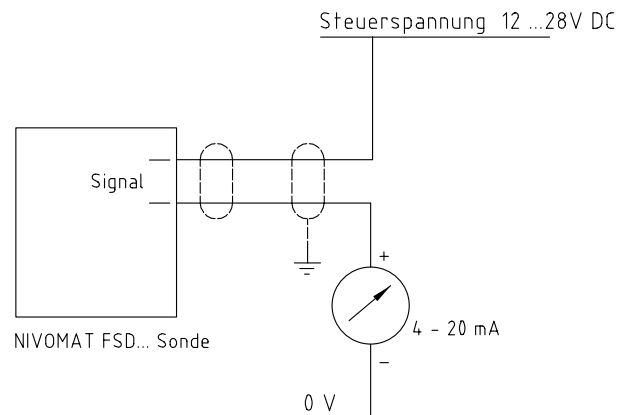 Steuerspannung 12 ...28V DC
Signal
+
NIVOMAT FSD... Sonde
4 - 20 mA
-
0 V